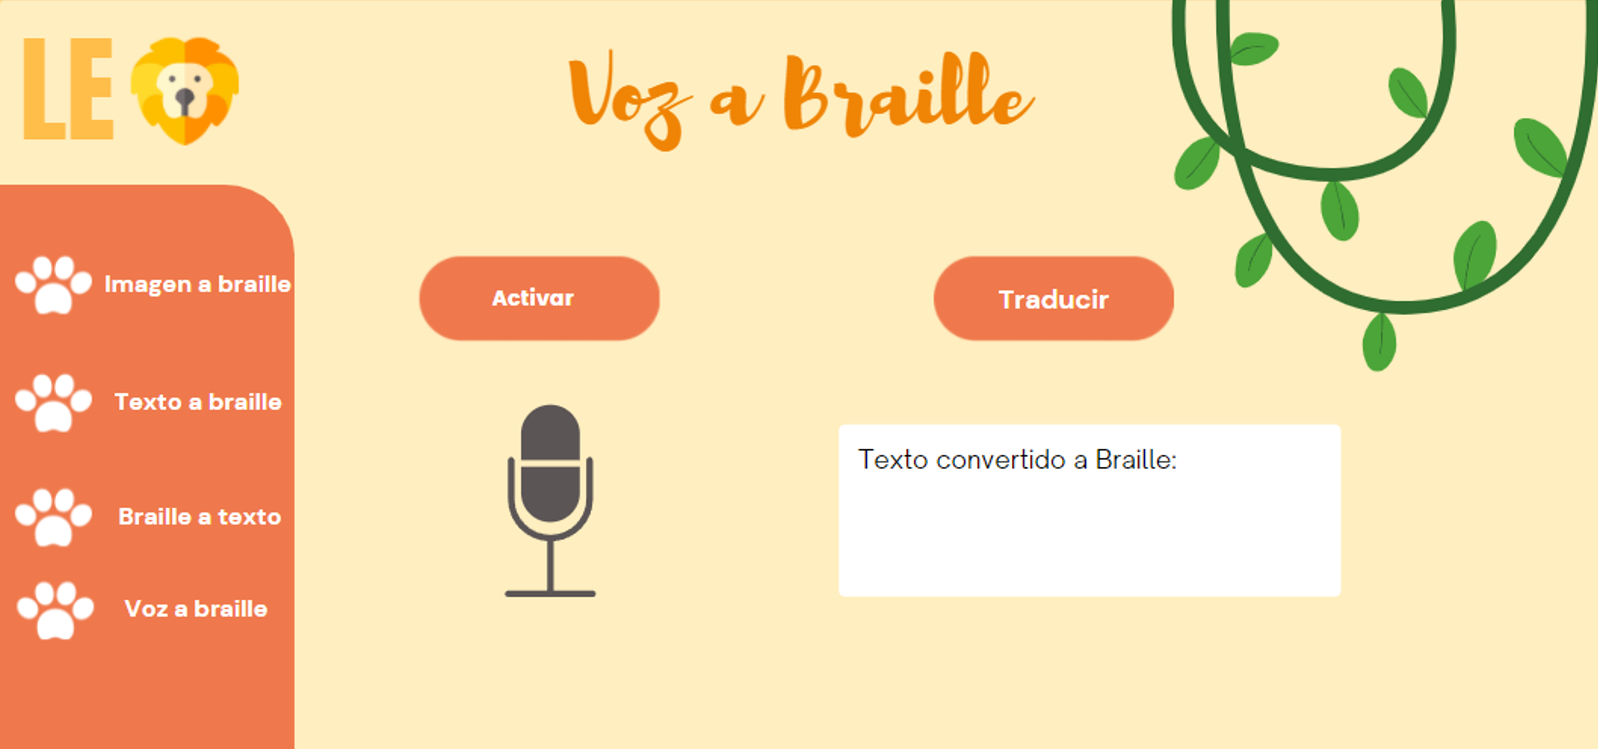 LE
Voz a Braille
Imagen a braille
Texto a braille
Braille a texto
Voz a braille
Activar
Traducir
Texto convertido a Braille: